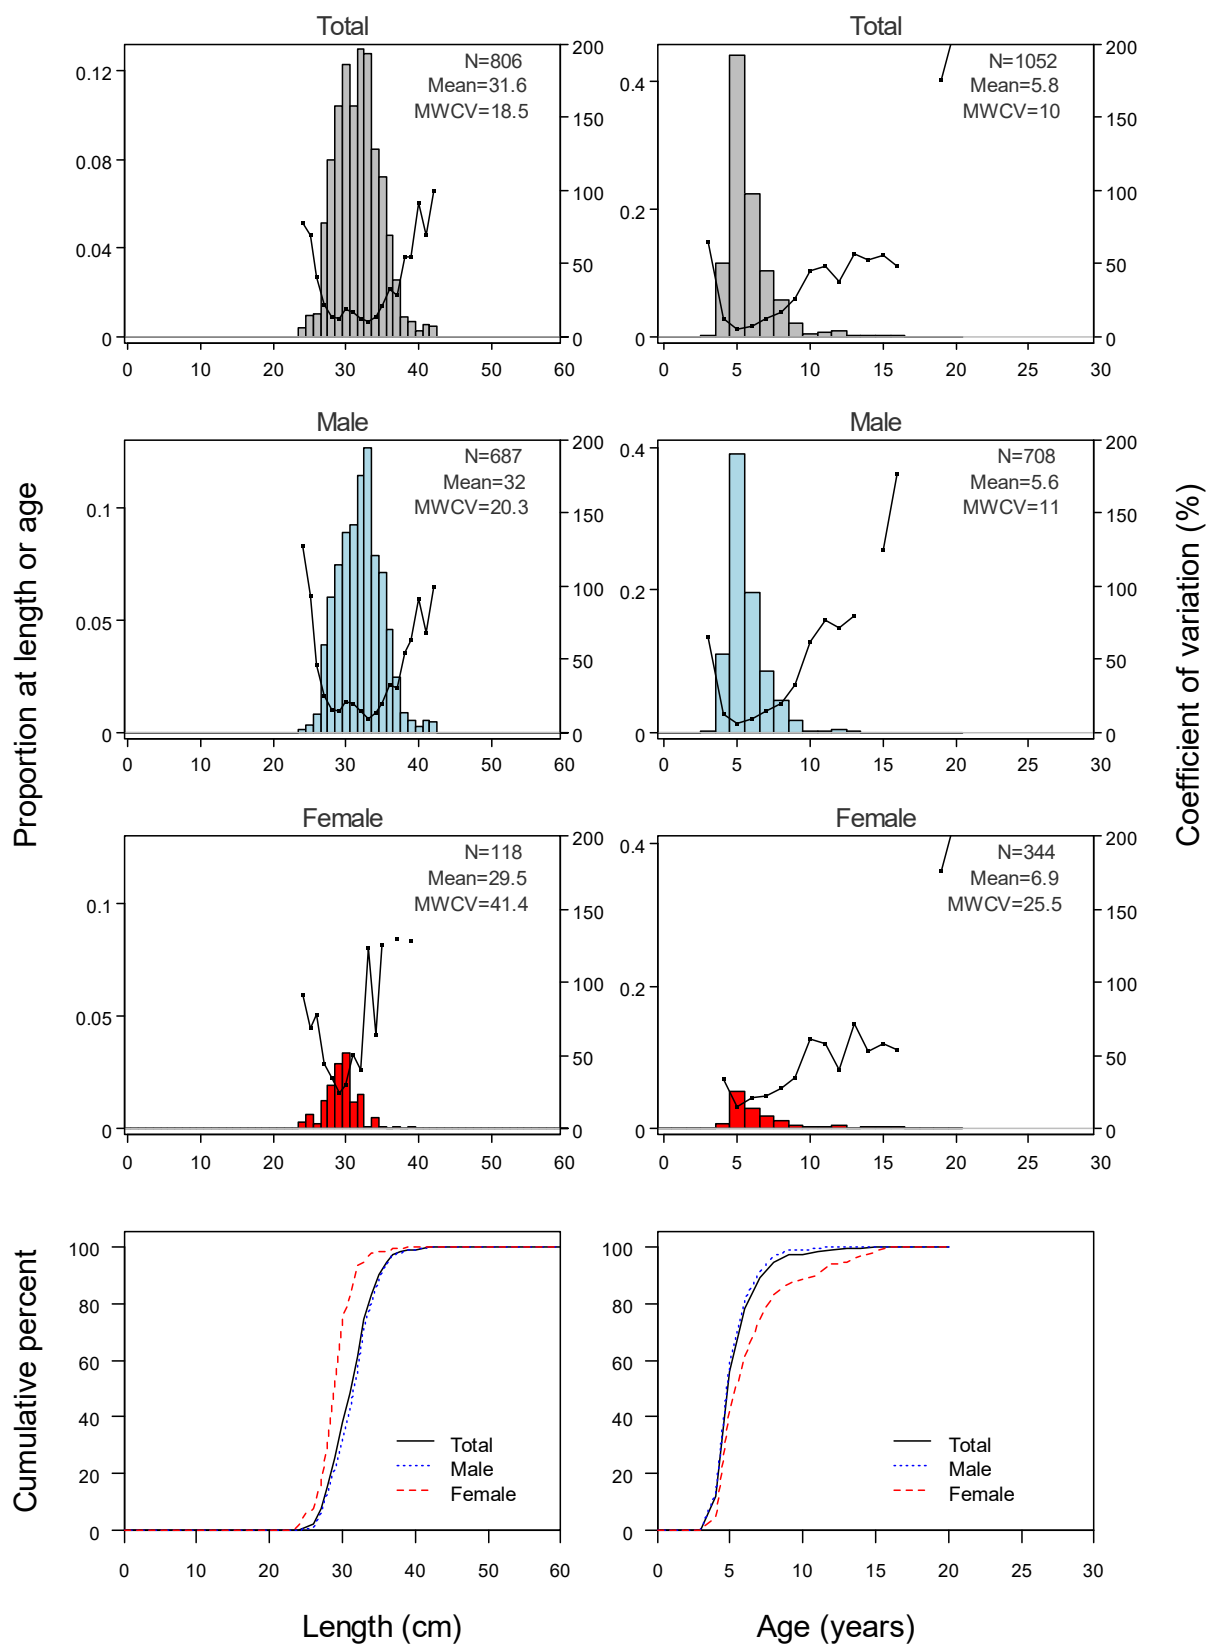 Total
N=806
Mean=31.6
MWCV=18.5
0.12
0.08
0.04
0
200
150
100
50
0
0 10 20 30 40 50 60
Total
N=1052
Mean=5.8
MWCV=10
0.4
0.2
0
200
150
100
50
0
0 5 10 15 20 25 30
Male
N=687
Mean=32
MWCV=20.3
0.1
0.05
0
200
150
100
50
0
0 10 20 30 40 50 60
Male
N=708
Mean=5.6
MWCV=11
0.4
0.2
0
200
150
100
50
0
0 5 10 15 20 25 30
Female
N=118
Mean=29.5
MWCV=41.4
0.1
0.05
0
200
150
100
50
0
0 10 20 30 40 50 60
Female
N=344
Mean=6.9
MWCV=25.5
0.4
0.2
0
200
150
100
50
0
0 5 10 15 20 25 30
Proportion at length or age
Coefficient of variation (%)
Cumulative percent
100
80
60
40
20
0
Total
Male
Female
0 10 20 30 40 50 60
Length (cm)
100
80
60
40
20
0
Total
Male
Female
0 5 10 15 20 25 30
Age (years)